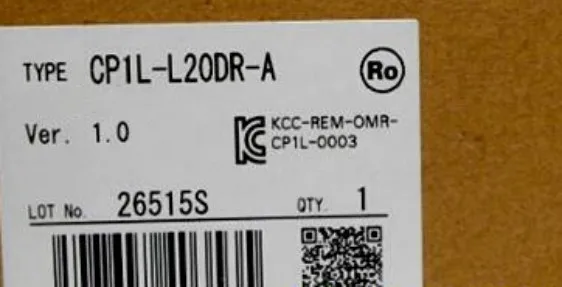 TYPE CP1L-L20DR-A Ro
Ver. 1.0
KCC-REM-OMR-
CP1L-0003
LOT No. 26515S QTY. 1